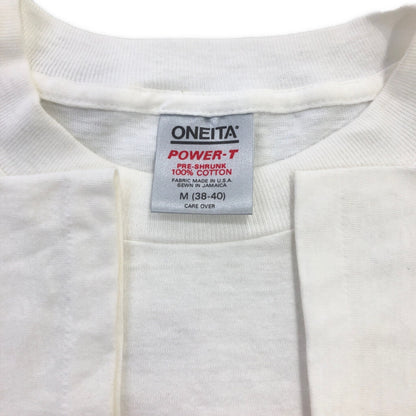 ONEITA®
POWER-T
PRE-SHRUNK
100% COTTON
FABRIC MADE IN U.S.A.
SEWN IN JAMAICA
M (38-40)
CARE OVER